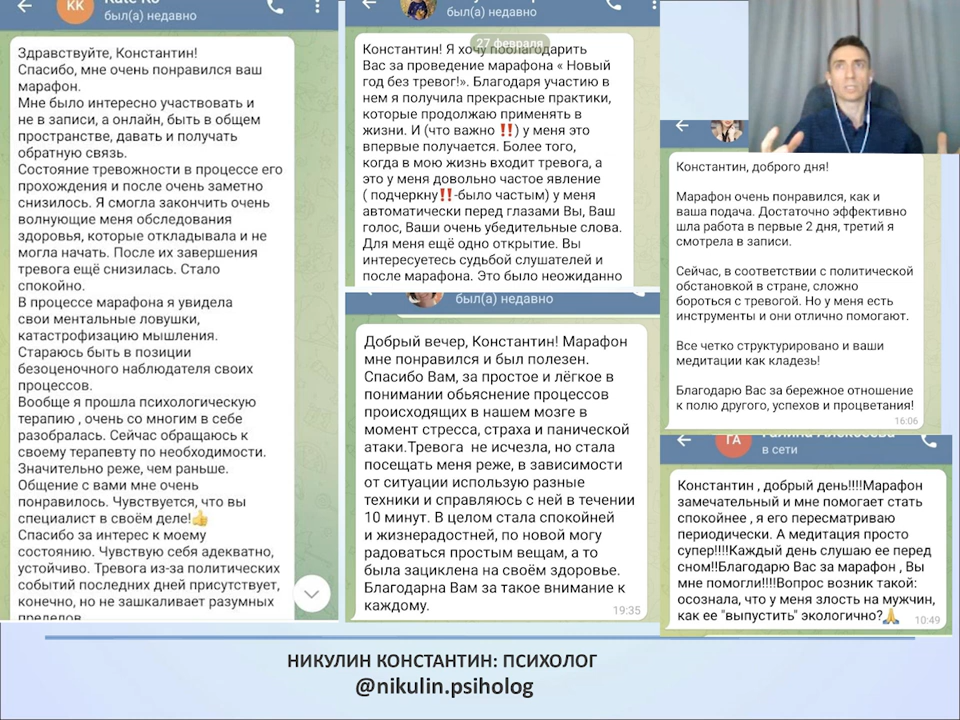 КК
был(а) недавно
Здравствуйте, Константин!
Спасибо, мне очень понравился ваш
марафон.
Мне было интересно участвовать и
не в записи, а онлайн, быть в общем
пространстве, давать и получать
обратную связь.
Состояние тревожности в процессе его
прохождения и после очень заметно
снизилось. Я смогла закончить очень
волнующие меня обследования
здоровья, которые откладывала и не
могла начать. После их завершения
тревога ещё снизилась. Стало
спокойно.
В процессе марафона я увидела
свои ментальные ловушки,
катастрофизацию мышления.
Стараюсь быть в позиции
безоценочного наблюдателя своих
процессов.
Вообще я прошла психологическую
терапию , очень со многим в себе
разобралась. Сейчас обращаюсь к
своему терапевту по необходимости.
Значительно реже, чем раньше.
Общение с вами мне очень
понравилось. Чувствуется, что вы
специалист в своём деле!👍
Спасибо за интерес к моему
состоянию. Чувствую себя адекватно,
устойчиво. Тревога из-за политических
событий последних дней присутствует,
конечно, но не зашкаливает разумных
пределов.
был(а) недавно
27 февраля
Константин! Я хочу поблагодарить
Вас за проведение марафона « Новый
год без тревог!». Благодаря участию в
нем я получила прекрасные практики,
которые продолжаю применять в
жизни. И (что важно ‼️) у меня это
впервые получается. Более того,
когда в мою жизнь входит тревога, а
это у меня довольно частое явление
( подчеркну‼️-было частым) у меня
автоматически перед глазами Вы, Ваш
голос, Ваши очень убедительные слова.
Для меня ещё одно открытие. Вы
интересуетесь судьбой слушателей и
после марафона. Это было неожиданно
был(а) недавно
Добрый вечер, Константин! Марафон
мне понравился и был полезен.
Спасибо Вам, за простое и лёгкое в
понимании обьяснение процессов
происходящих в нашем мозге в
момент стресса, страха и панической
атаки.Тревога не исчезла, но стала
посещать меня реже, в зависимости
от ситуации использую разные
техники и справляюсь с ней в течении
10 минут. В целом стала спокойней
и жизнерадостней, по новой могу
радоваться простым вещам, а то
была зациклена на своём здоровье.
Благодарна Вам за такое внимание к
каждому.
19:35
Константин, доброго дня!
Марафон очень понравился, как и
ваша подача. Достаточно эффективно
шла работа в первые 2 дня, третий я
смотрела в записи.
Сейчас, в соответствии с политической
обстановкой в стране, сложно
бороться с тревогой. Но у меня есть
инструменты и они отлично помогают.
Все четко структурировано и ваши
медитации как кладезь!
Благодарю Вас за бережное отношение
к полю другого, успехов и процветания!
16:06
ГА
в сети
Константин , добрый день!!!!Марафон
замечательный и мне помогает стать
спокойнее , я его пересматриваю
периодически. А медитация просто
супер!!!!Каждый день слушаю ее перед
сном!!Благодарю Вас за марафон , Вы
мне помогли!!!!Вопрос возник такой:
осознала, что у меня злость на мужчин,
как ее "выпустить" экологично?🙏
10:49
НИКУЛИН КОНСТАНТИН: ПСИХОЛОГ
@nikulin.psiholog